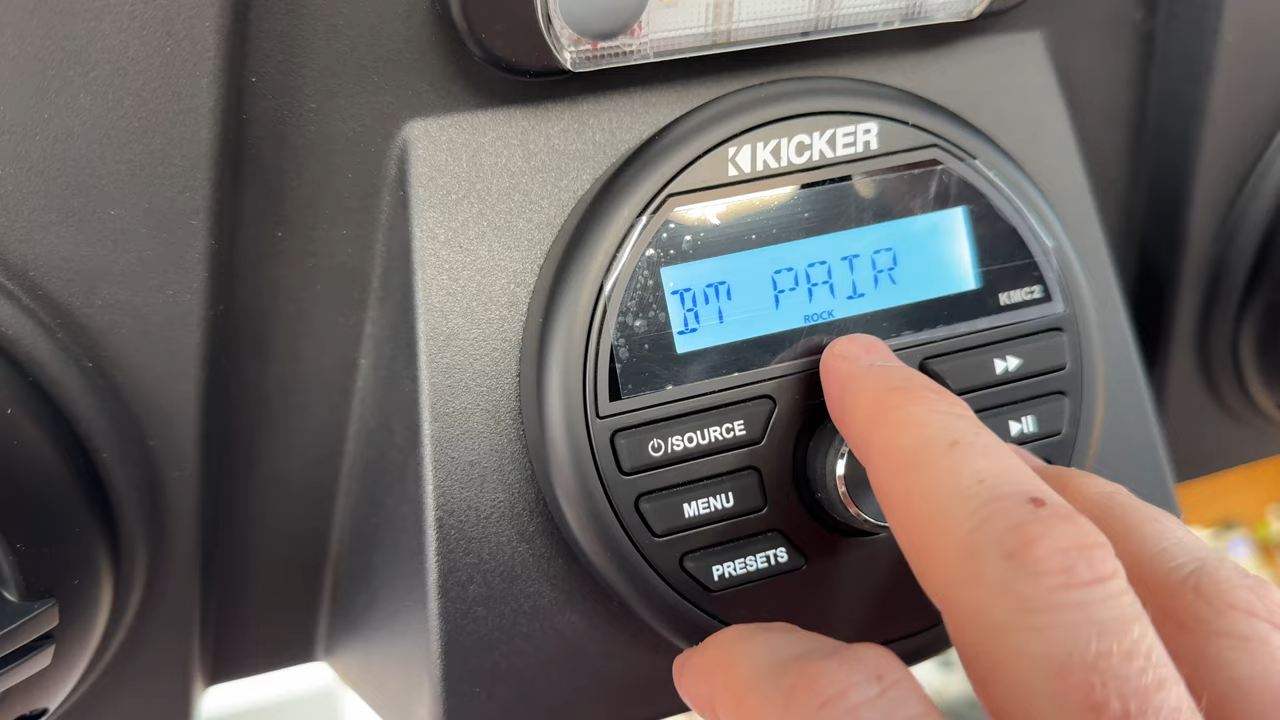 KICKER
BT PAIR
ROCK
KMC2
/SOURCE
MENU
PRESETS